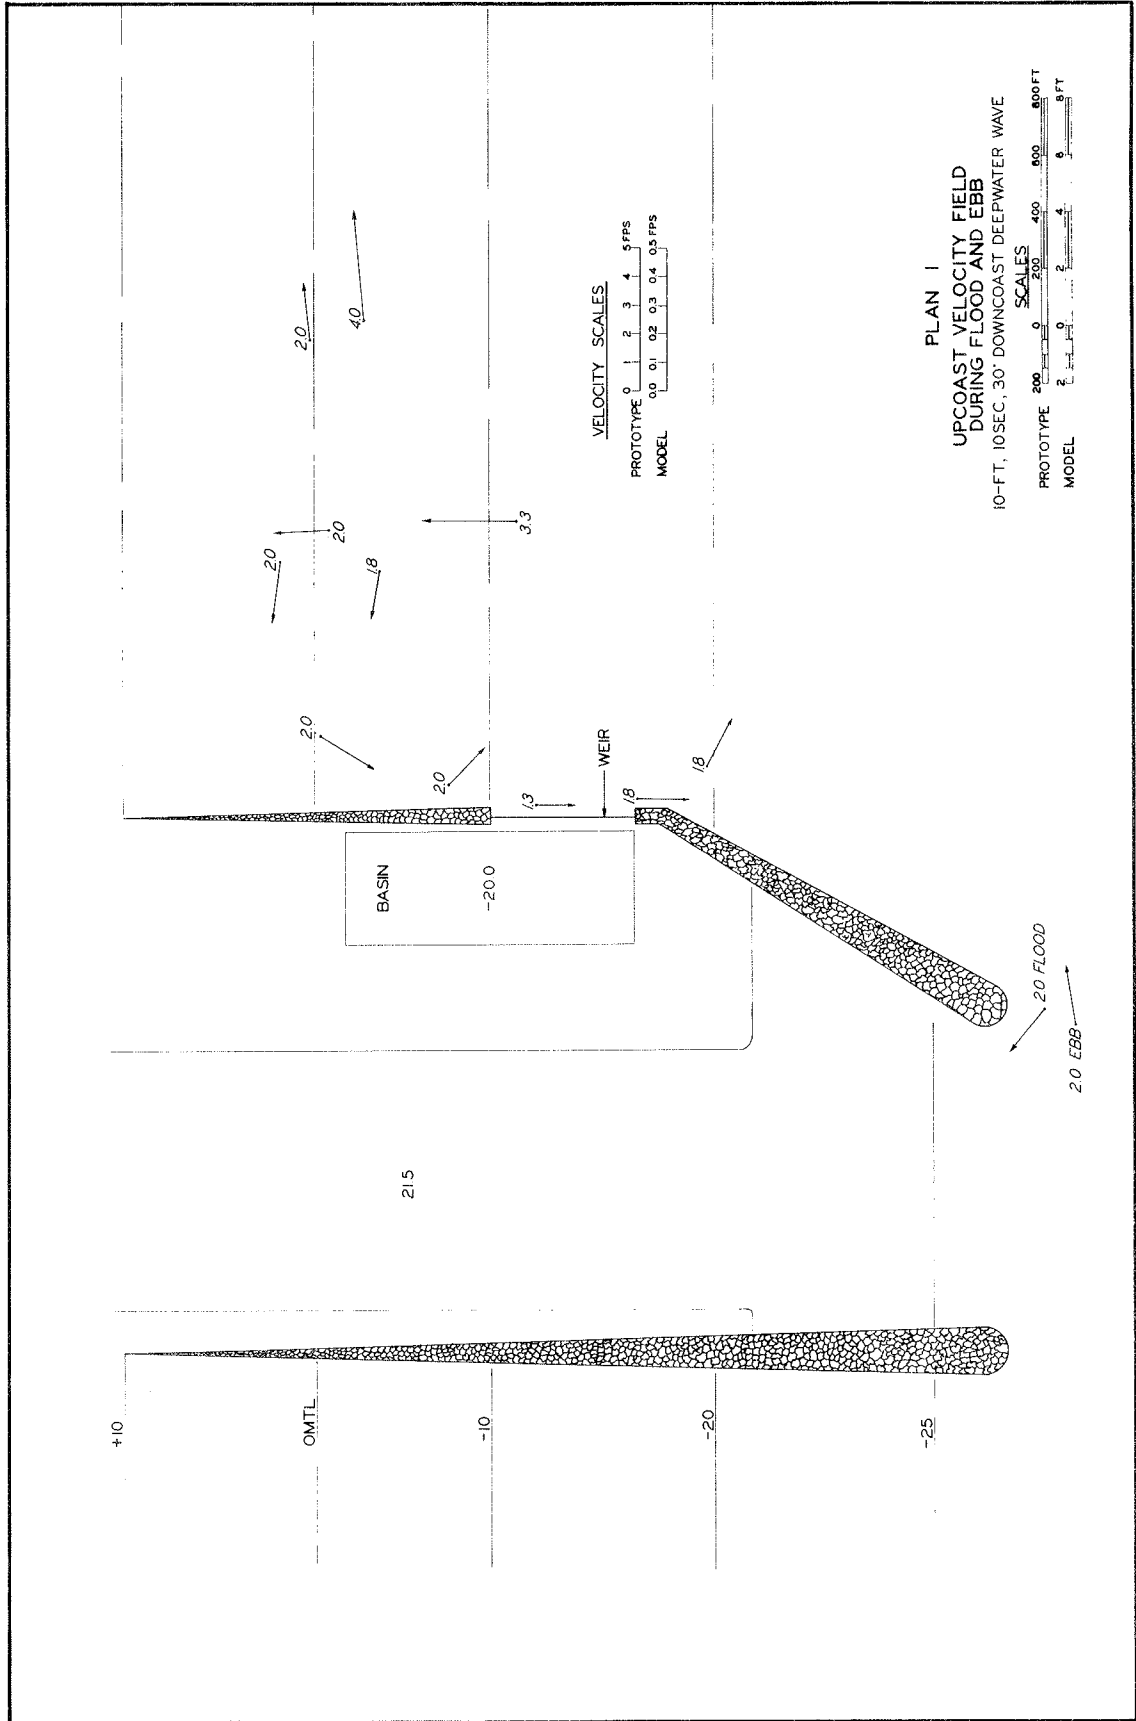 +10
OMTL
-10
-20
-25
21.5
BASIN
-20.0
WEIR
2.0
2.0
1.3
1.8
1.8
2.0
1.8
2.0
3.3
2.0
4.0
2.0 FLOOD
2.0 EBB
VELOCITY SCALES
PROTOTYPE 0 1 2 3 4 5 FPS
MODEL 0.0 0.1 0.2 0.3 0.4 0.5 FPS
PLAN 1
UPCOAST VELOCITY FIELD
DURING FLOOD AND EBB
10-FT, 10SEC, 30° DOWNCOAST DEEPWATER WAVE
SCALES
PROTOTYPE 200 0 200 400 600 800 FT
MODEL 2 0 2 4 6 8 FT